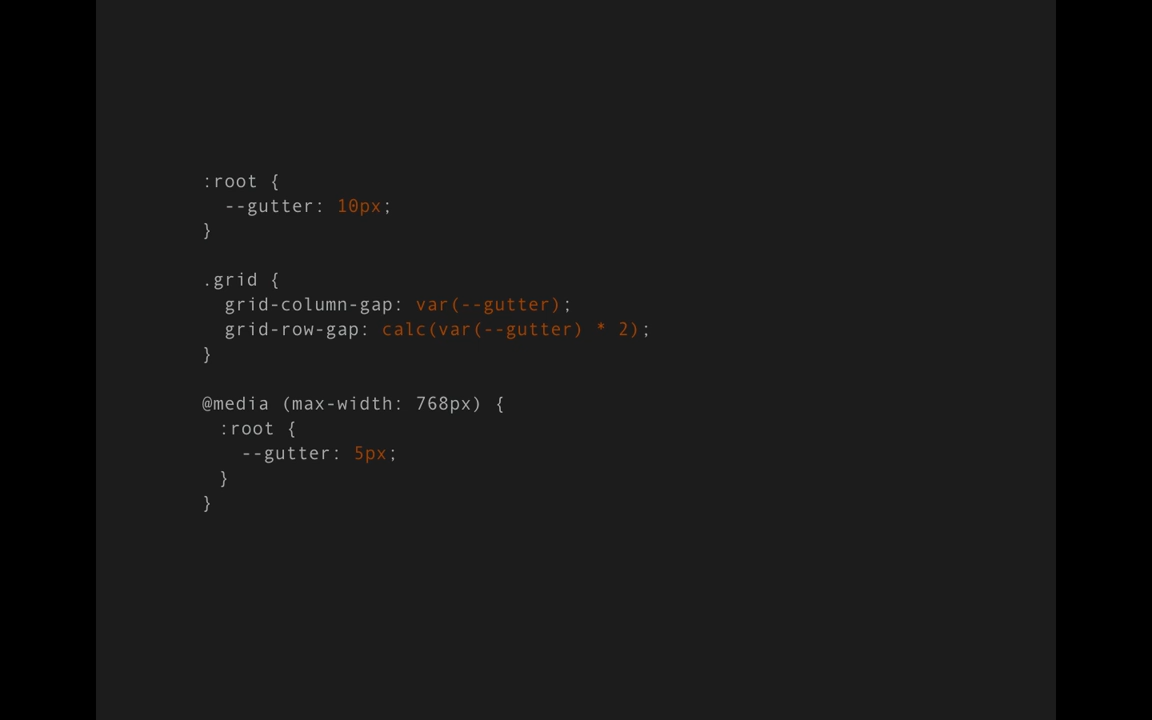 :root {
  --gutter: 10px;
}

.grid {
  grid-column-gap: var(--gutter);
  grid-row-gap: calc(var(--gutter) * 2);
}

@media (max-width: 768px) {
  :root {
    --gutter: 5px;
  }
}